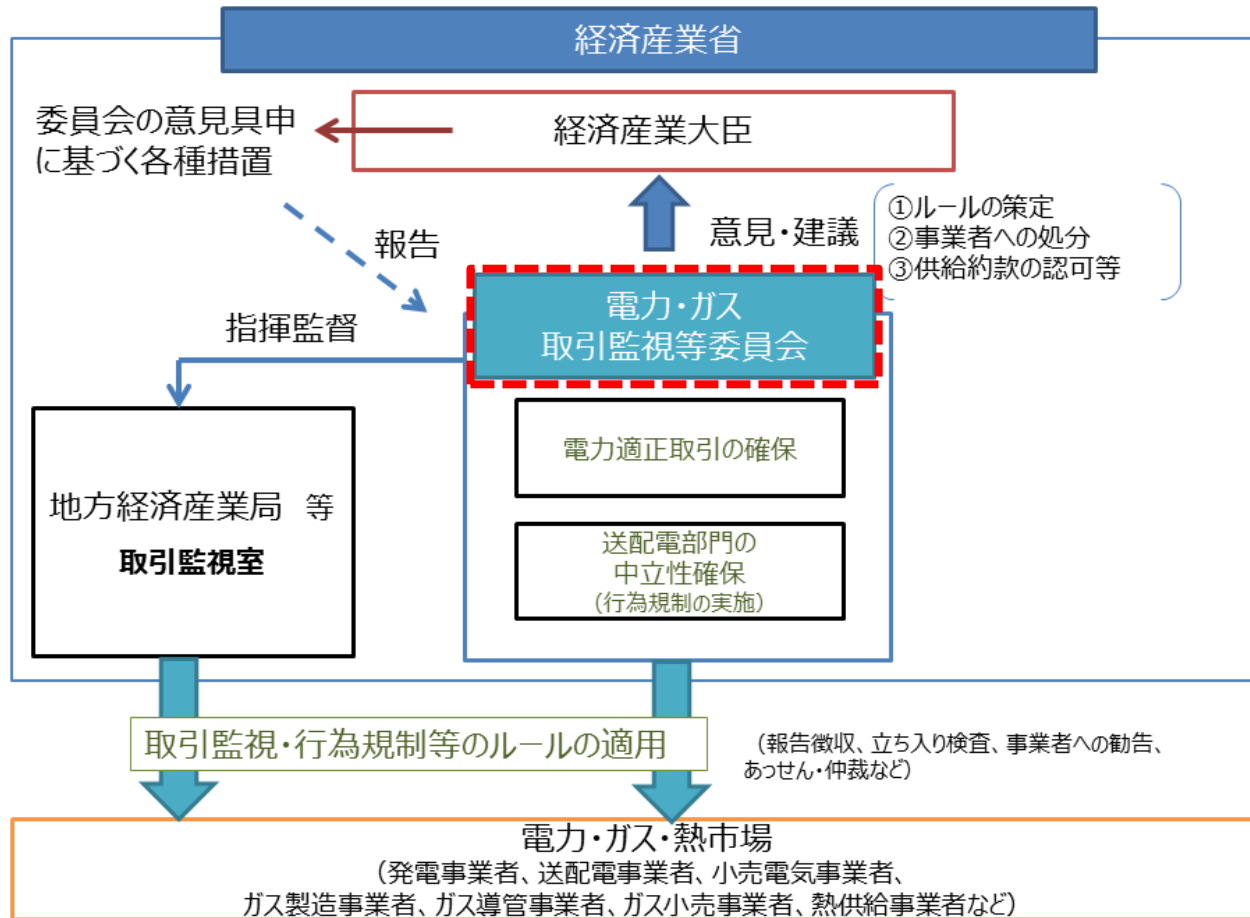 経済産業省
委員会の意見具申
に基づく各種措置
経済産業大臣
報告
意見・建議
①ルールの策定
②事業者への処分
③供給約款の認可等
電力・ガス
取引監視等委員会
指揮監督
地方経済産業局 等
取引監視室
電力適正取引の確保
送配電部門の
中立性確保
(行為規制の実施)
取引監視・行為規制等のルールの適用
(報告徴収、立ち入り検査、事業者への勧告、
あっせん・仲裁など)
電力・ガス・熱市場
(発電事業者、送配電事業者、小売電気事業者、
ガス製造事業者、ガス導管事業者、ガス小売事業者、熱供給事業者など)